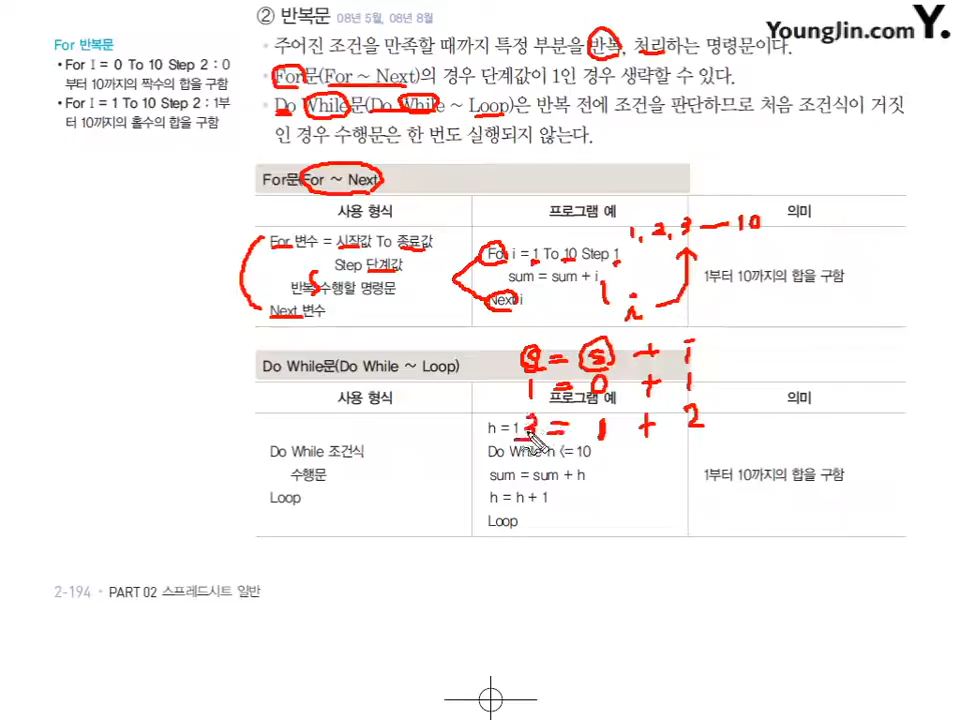 ② 반복문 08년 5월, 08년 8월
YoungJin.com Y.
For 반복문
• For I = 0 To 10 Step 2 : 0
부터 10까지의 짝수의 합을 구함
• For I = 1 To 10 Step 2 : 1부
터 10까지의 홀수의 합을 구함
• 주어진 조건을 만족할 때까지 특정 부분을 반복, 처리하는 명령문이다.
• For문(For ~ Next)의 경우 단계값이 1인 경우 생략할 수 있다.
• Do While문(Do While ~ Loop)은 반복 전에 조건을 판단하므로 처음 조건식이 거짓
인 경우 수행문은 한 번도 실행되지 않는다.
For문(For ~ Next)
사용 형식 프로그램 예 의미
1, 2, 3 — 10
For 변수 = 시작값 To 종료값
Step 단계값
반복 수행할 명령문
Next 변수
For i = 1 To 10 Step 1
sum = sum + i
Next i
1부터 10까지의 합을 구함
i
S = S + i
1 = 0 + 1
3 = 1 + 2
Do While문(Do While ~ Loop)
사용 형식 프로그램 예 의미
Do While 조건식
수행문
Loop
h = 1
Do While h <= 10
sum = sum + h
h = h + 1
Loop
1부터 10까지의 합을 구함
2-194 • PART 02 스프레드시트 일반